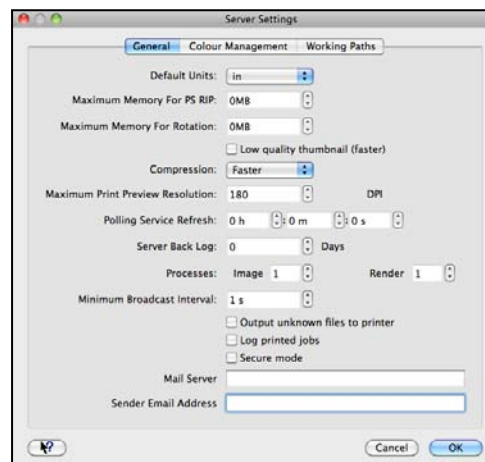 Server Settings
General Colour Management Working Paths
Default Units: in
Maximum Memory For PS RIP: 0MB
Maximum Memory For Rotation: 0MB
Low quality thumbnail (faster)
Compression: Faster
Maximum Print Preview Resolution: 180 DPI
Polling Service Refresh: 0 h : 0 m : 0 s
Server Back Log: 0 Days
Processes: Image 1 Render 1
Minimum Broadcast Interval: 1 s
Output unknown files to printer
Log printed jobs
Secure mode
Mail Server
Sender Email Address
? Cancel OK